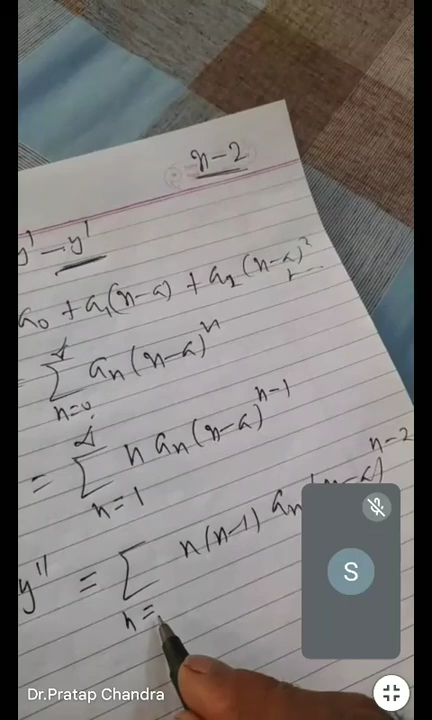 x-2
y' - y'
a₀ + a₁(x-a) + a₂(x-a)²
= ∑ₙ₌₀^∝ aₙ(x-a)ⁿ
= ∑ₙ₌₁^∝ n aₙ(x-a)ⁿ⁻¹
y'' = ∑ₙ₌ n(n-1) aₙ(x-a)ⁿ⁻²
S
Dr.Pratap Chandra